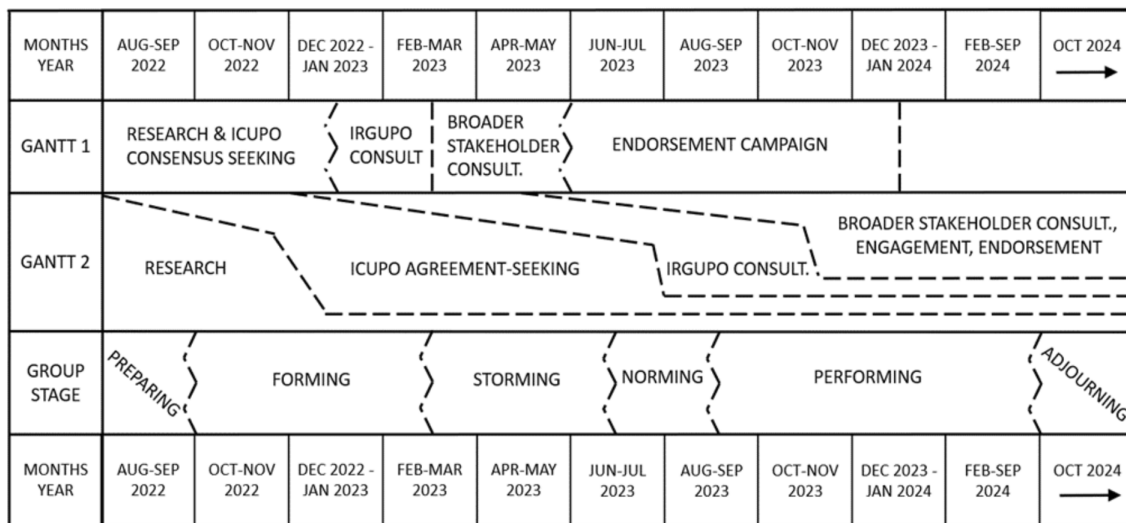 MONTHS
YEAR
AUG-SEP
2022
OCT-NOV
2022
DEC 2022 -
JAN 2023
FEB-MAR
2023
APR-MAY
2023
JUN-JUL
2023
AUG-SEP
2023
OCT-NOV
2023
DEC 2023 -
JAN 2024
FEB-SEP
2024
OCT 2024
GANTT 1
RESEARCH & ICUPO
CONSENSUS SEEKING
IRGUPO
CONSULT
BROADER
STAKEHOLDER
CONSULT.
ENDORSEMENT CAMPAIGN
GANTT 2
RESEARCH
ICUPO AGREEMENT-SEEKING
IRGUPO CONSULT.
BROADER STAKEHOLDER CONSULT.,
ENGAGEMENT, ENDORSEMENT
GROUP
STAGE
PREPARING
FORMING
STORMING
NORMING
PERFORMING
ADJOURNING
MONTHS
YEAR
AUG-SEP
2022
OCT-NOV
2022
DEC 2022 -
JAN 2023
FEB-MAR
2023
APR-MAY
2023
JUN-JUL
2023
AUG-SEP
2023
OCT-NOV
2023
DEC 2023 -
JAN 2024
FEB-SEP
2024
OCT 2024